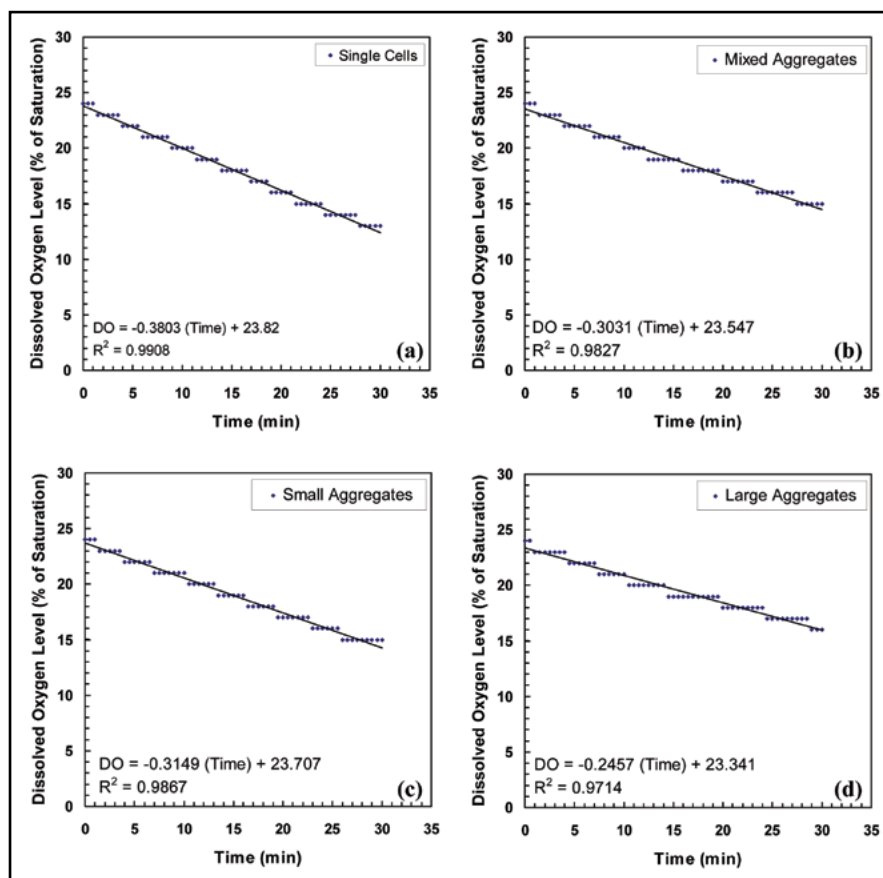 Single Cells
Dissolved Oxygen Level (% of Saturation)
30
25
20
15
10
5
0
DO = -0.3803 (Time) + 23.82
R² = 0.9908
(a)
0 5 10 15 20 25 30 35
Time (min)
Mixed Aggregates
Dissolved Oxygen Level (% of Saturation)
30
25
20
15
10
5
0
DO = -0.3031 (Time) + 23.547
R² = 0.9827
(b)
0 5 10 15 20 25 30 35
Time (min)
Small Aggregates
Dissolved Oxygen Level (% of Saturation)
30
25
20
15
10
5
0
DO = -0.3149 (Time) + 23.707
R² = 0.9867
(c)
0 5 10 15 20 25 30 35
Time (min)
Large Aggregates
Dissolved Oxygen Level (% of Saturation)
30
25
20
15
10
5
0
DO = -0.2457 (Time) + 23.341
R² = 0.9714
(d)
0 5 10 15 20 25 30 35
Time (min)